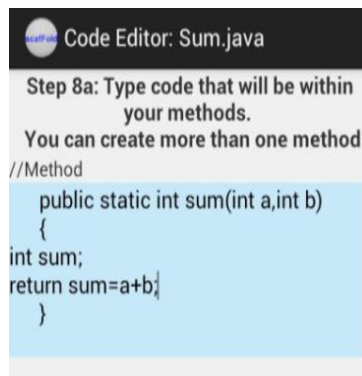 scaffold Code Editor: Sum.java
Step 8a: Type code that will be within
your methods.
You can create more than one method
//Method
public static int sum(int a,int b)
{
int sum;
return sum=a+b;
}